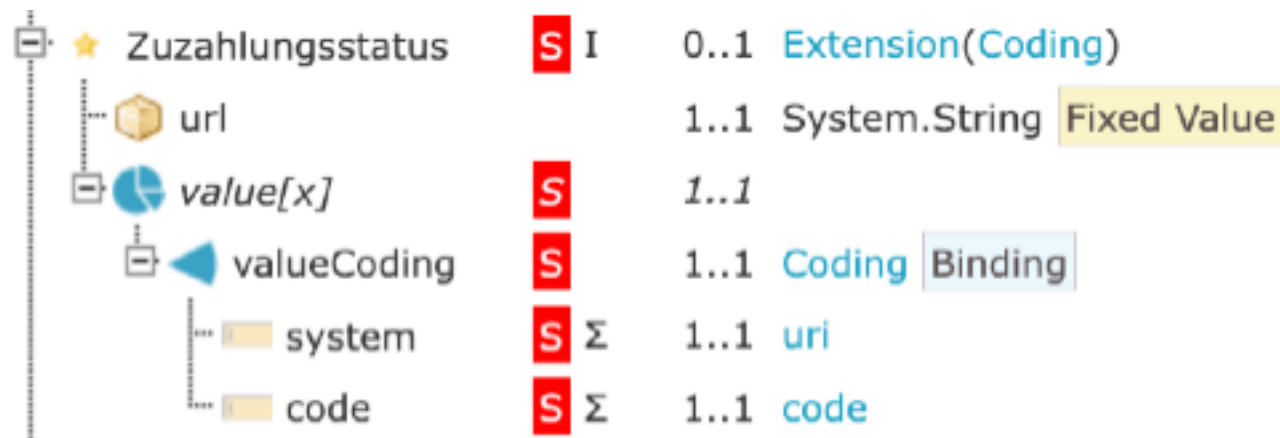 Zuzahlungsstatus S I 0..1 Extension(Coding)
url 1..1 System.String Fixed Value
value[x] S 1..1
valueCoding S 1..1 Coding Binding
system S Σ 1..1 uri
code S Σ 1..1 code